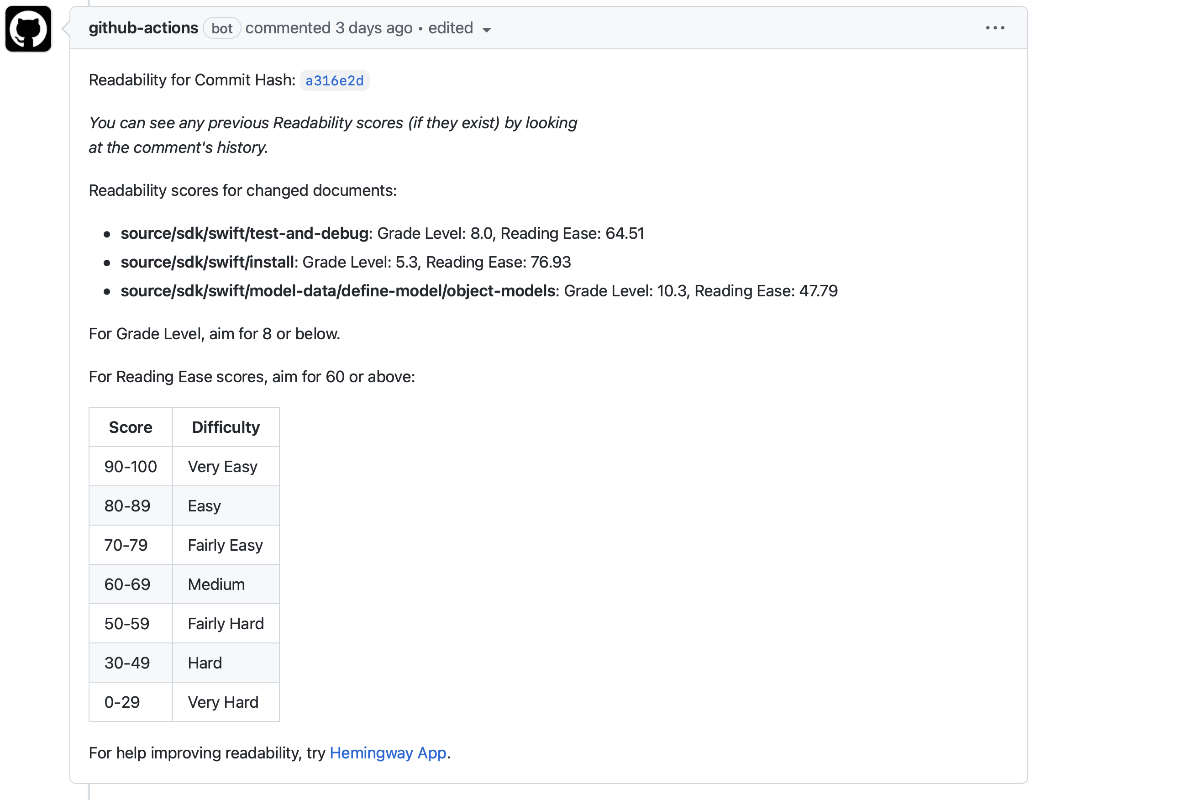 github-actions bot commented 3 days ago • edited
Readability for Commit Hash: a316e2d
You can see any previous Readability scores (if they exist) by looking
at the comment's history.
Readability scores for changed documents:
• source/sdk/swift/test-and-debug: Grade Level: 8.0, Reading Ease: 64.51
• source/sdk/swift/install: Grade Level: 5.3, Reading Ease: 76.93
• source/sdk/swift/model-data/define-model/object-models: Grade Level: 10.3, Reading Ease: 47.79
For Grade Level, aim for 8 or below.
For Reading Ease scores, aim for 60 or above:
Score Difficulty
90-100 Very Easy
80-89 Easy
70-79 Fairly Easy
60-69 Medium
50-59 Fairly Hard
30-49 Hard
0-29 Very Hard
For help improving readability, try Hemingway App.